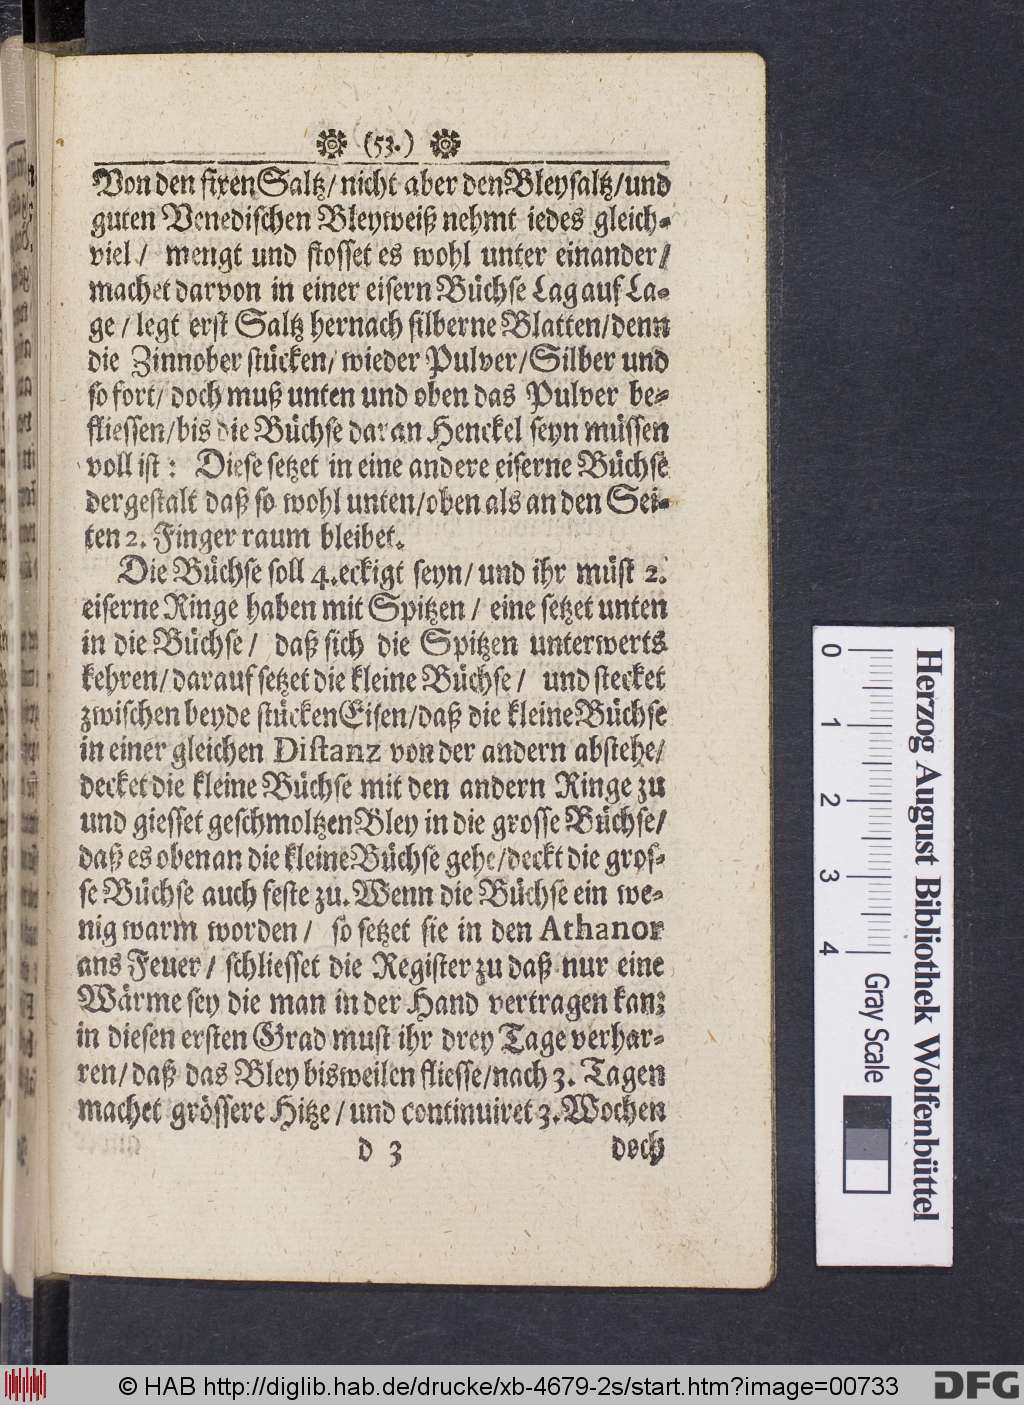 (53.)
Von den fixen Saltz/ nicht aber den Bleysaltz/und
guten Venedischen Bleyweiß nehmt iedes gleich-
viel/ mengt und stosset es wohl unter einander/
machet darvon in einer eisern Büchse Lag auf La-
ge/legt erst Saltz hernach silberne Blatten/denn
die Zinnober stücken/wieder Pulver/Silber und
so fort/ doch muß unten und oben das Pulver be-
fliessen/bis die Büchse daran Henckel seyn müssen
voll ist: Diese setzet in eine andere eiserne Büchse
dergestalt daß so wohl unten/oben als an den Sei-
ten 2. Finger raum bleibet.
Die Büchse soll 4.eckigt seyn/ und ihr müst 2.
eiserne Ringe haben mit Spitzen/ eine setzet unten
in die Büchse/ daß sich die Spitzen unterwerts
kehren/darauf setzet die kleine Büchse/ und stecket
zwischen beyde stücken Eisen/daß die kleine Büchse
in einer gleichen Distanz von der andern abstehe/
decket die kleine Büchse mit den andern Ringe zu
und giesset geschmoltzen Bley in die grosse Büchse/
daß es oben an die kleine Büchse gehe/deckt die gros-
se Büchse auch feste zu. Wenn die Büchse ein we-
nig warm worden/ so setzet sie in den Athanor
ans Feuer/ schliesset die Register zu daß nur eine
Wärme sey die man in der Hand vertragen kan;
in diesen ersten Grad must ihr drey Tage verhar-
ren/daß das Bley bisweilen fliesse/nach 3. Tagen
machet grössere Hitze/und continuiret 3. Wochen
d 3 doch
Herzog August Bibliothek Wolfenbüttel
0 1 2 3 4 Gray Scale
© HAB http://diglib.hab.de/drucke/xb-4679-2s/start.htm?image=00733
DFG